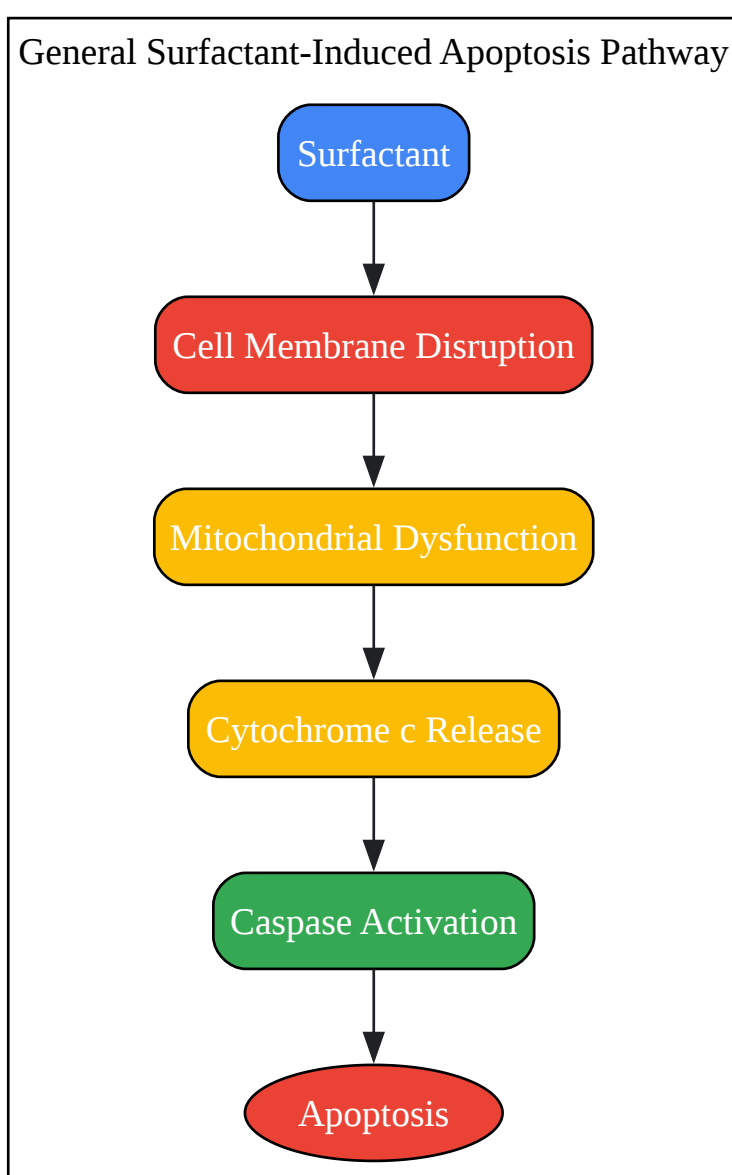 General Surfactant-Induced Apoptosis Pathway
Surfactant
Cell Membrane Disruption
Mitochondrial Dysfunction
Cytochrome c Release
Caspase Activation
Apoptosis